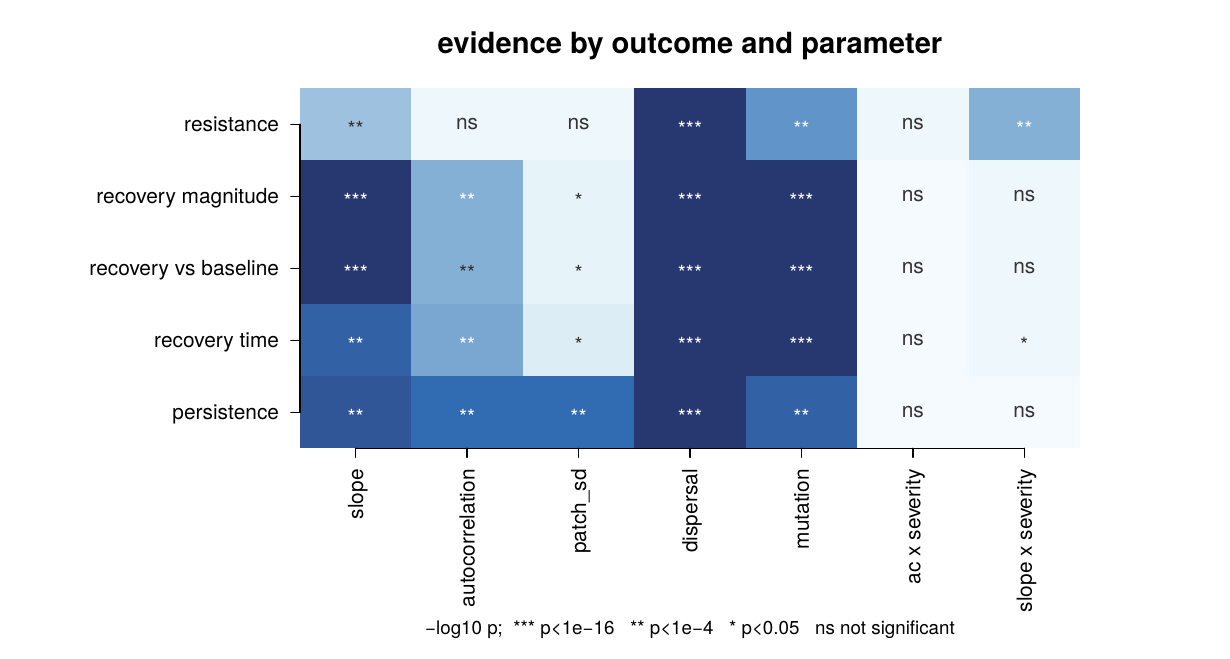 evidence by outcome and parameter
resistance ** ns ns *** ** ns **
recovery magnitude *** ** * *** *** ns ns
recovery vs baseline *** ** * *** *** ns ns
recovery time ** ** * *** *** ns *
persistence ** ** ** *** ** ns ns
slope
autocorrelation
patch_sd
dispersal
mutation
ac x severity
slope x severity
−log10 p; *** p<1e−16 ** p<1e−4 * p<0.05 ns not significant